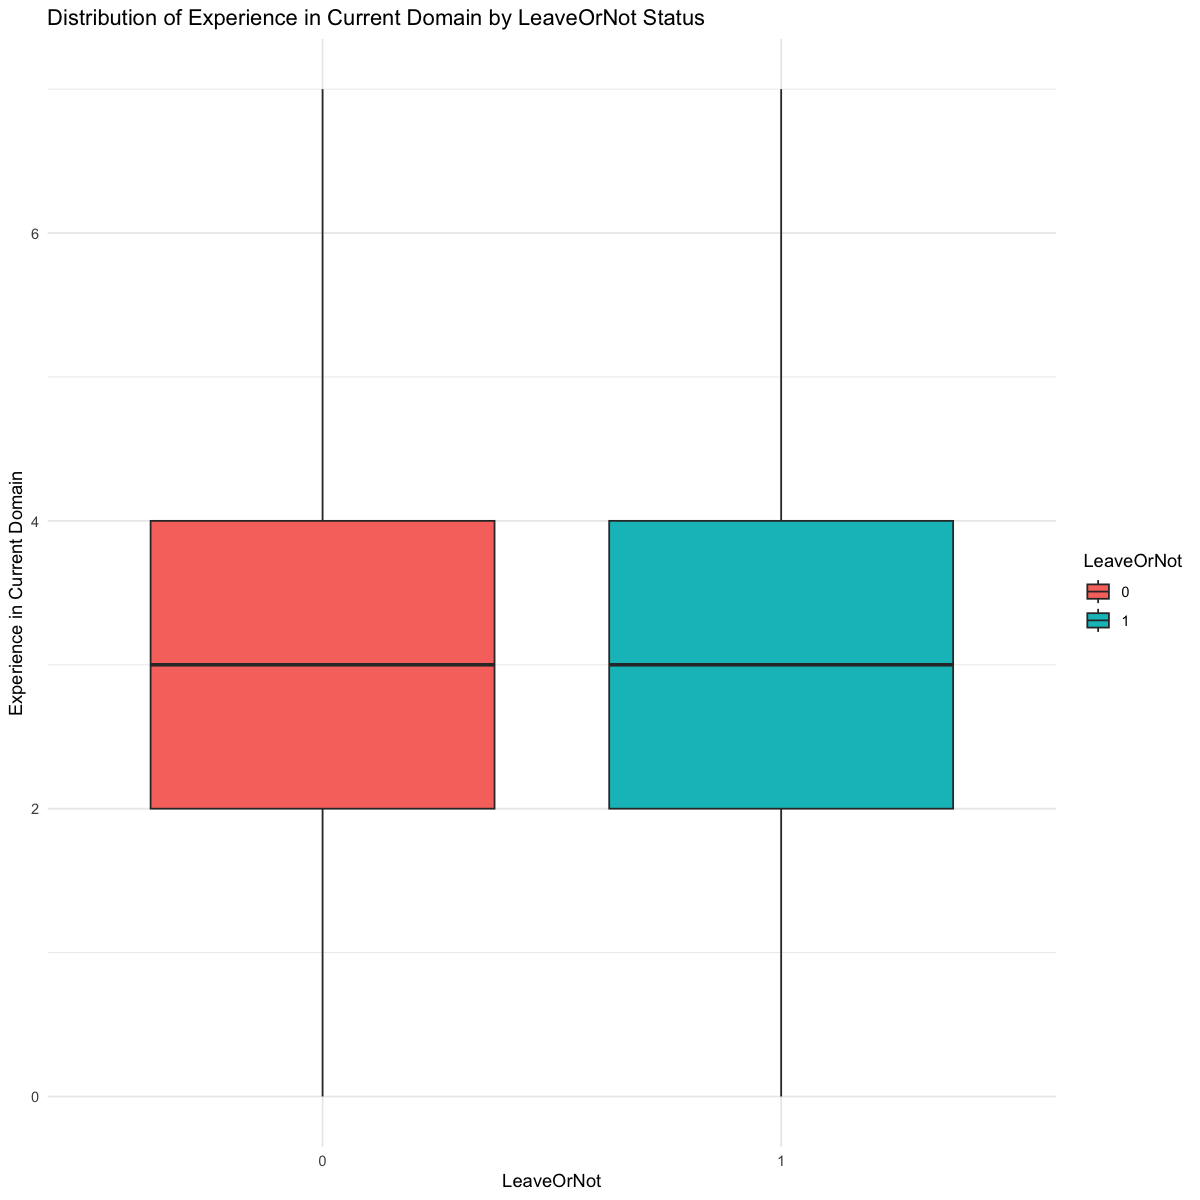 Distribution of Experience in Current Domain by LeaveOrNot Status
Experience in Current Domain
6
4
2
0
0
1
LeaveOrNot
LeaveOrNot
0
1